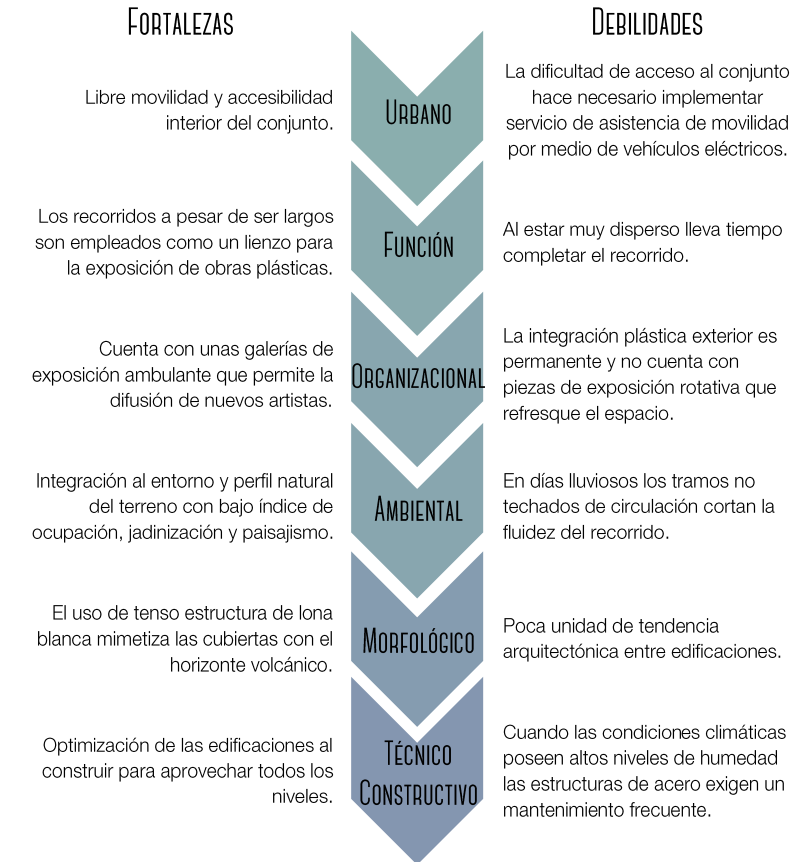 FORTALEZAS
DEBILIDADES
Libre movilidad y accesibilidad
interior del conjunto.
URBANO
La dificultad de acceso al conjunto
hace necesario implementar
servicio de asistencia de movilidad
por medio de vehículos eléctricos.
Los recorridos a pesar de ser largos
son empleados como un lienzo para
la exposición de obras plásticas.
FUNCIÓN
Al estar muy disperso lleva tiempo
completar el recorrido.
Cuenta con unas galerías de
exposición ambulante que permite la
difusión de nuevos artistas.
ORGANIZACIONAL
La integración plástica exterior es
permanente y no cuenta con
piezas de exposición rotativa que
refresque el espacio.
Integración al entorno y perfil natural
del terreno con bajo índice de
ocupación, jadinización y paisajismo.
AMBIENTAL
En días lluviosos los tramos no
techados de circulación cortan la
fluidez del recorrido.
El uso de tenso estructura de lona
blanca mimetiza las cubiertas con el
horizonte volcánico.
MORFOLÓGICO
Poca unidad de tendencia
arquitectónica entre edificaciones.
Optimización de las edificaciones al
construir para aprovechar todos los
niveles.
TÉCNICO
CONSTRUCTIVO
Cuando las condiciones climáticas
poseen altos niveles de humedad
las estructuras de acero exigen un
mantenimiento frecuente.